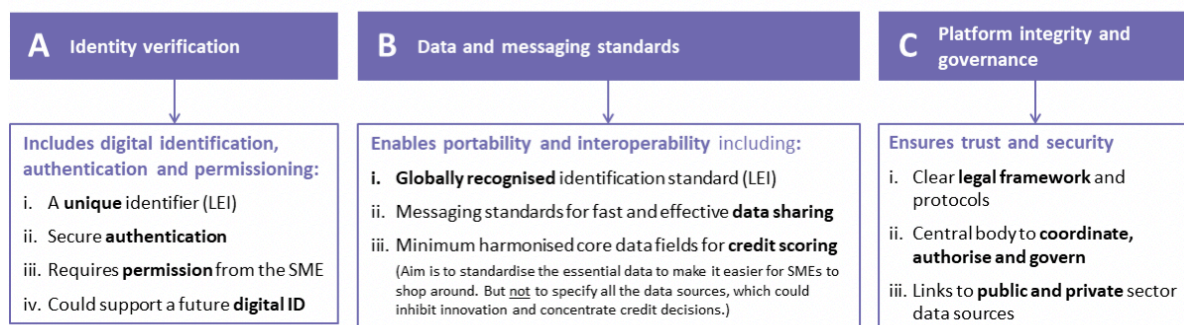 A Identity verification
Includes digital identification,
authentication and permissioning:
i. A unique identifier (LEI)
ii. Secure authentication
iii. Requires permission from the SME
iv. Could support a future digital ID
B Data and messaging standards
Enables portability and interoperability including:
i. Globally recognised identification standard (LEI)
ii. Messaging standards for fast and effective data sharing
iii. Minimum harmonised core data fields for credit scoring
(Aim is to standardise the essential data to make it easier for SMEs to
shop around. But not to specify all the data sources, which could
inhibit innovation and concentrate credit decisions.)
C Platform integrity and
governance
Ensures trust and security
i. Clear legal framework and
protocols
ii. Central body to coordinate,
authorise and govern
iii. Links to public and private sector
data sources